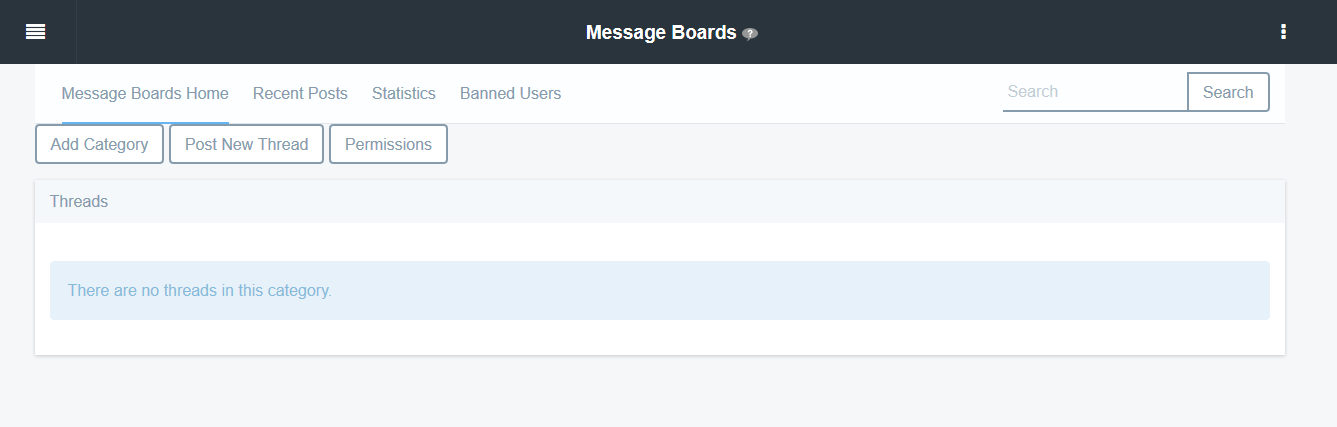 Message Boards ?
Message Boards Home Recent Posts Statistics Banned Users Search Search
Add Category Post New Thread Permissions
Threads
There are no threads in this category.